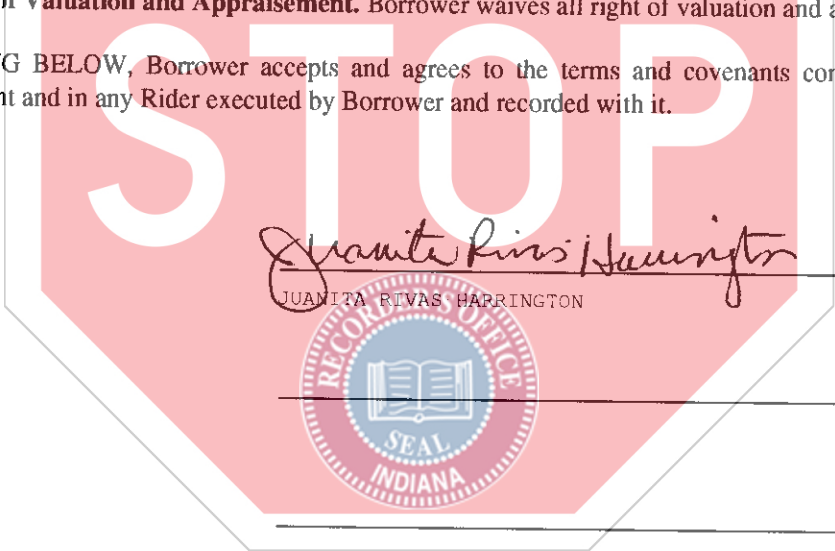 Valuation and Appraisement. Borrower waives all right of valuation and a
G BELOW, Borrower accepts and agrees to the terms and covenants con
nt and in any Rider executed by Borrower and recorded with it.
STOP
Juanita Rivas Harrington
JUANITA RIVAS HARRINGTON
RECORDER'S OFFICE
SEAL
INDIANA